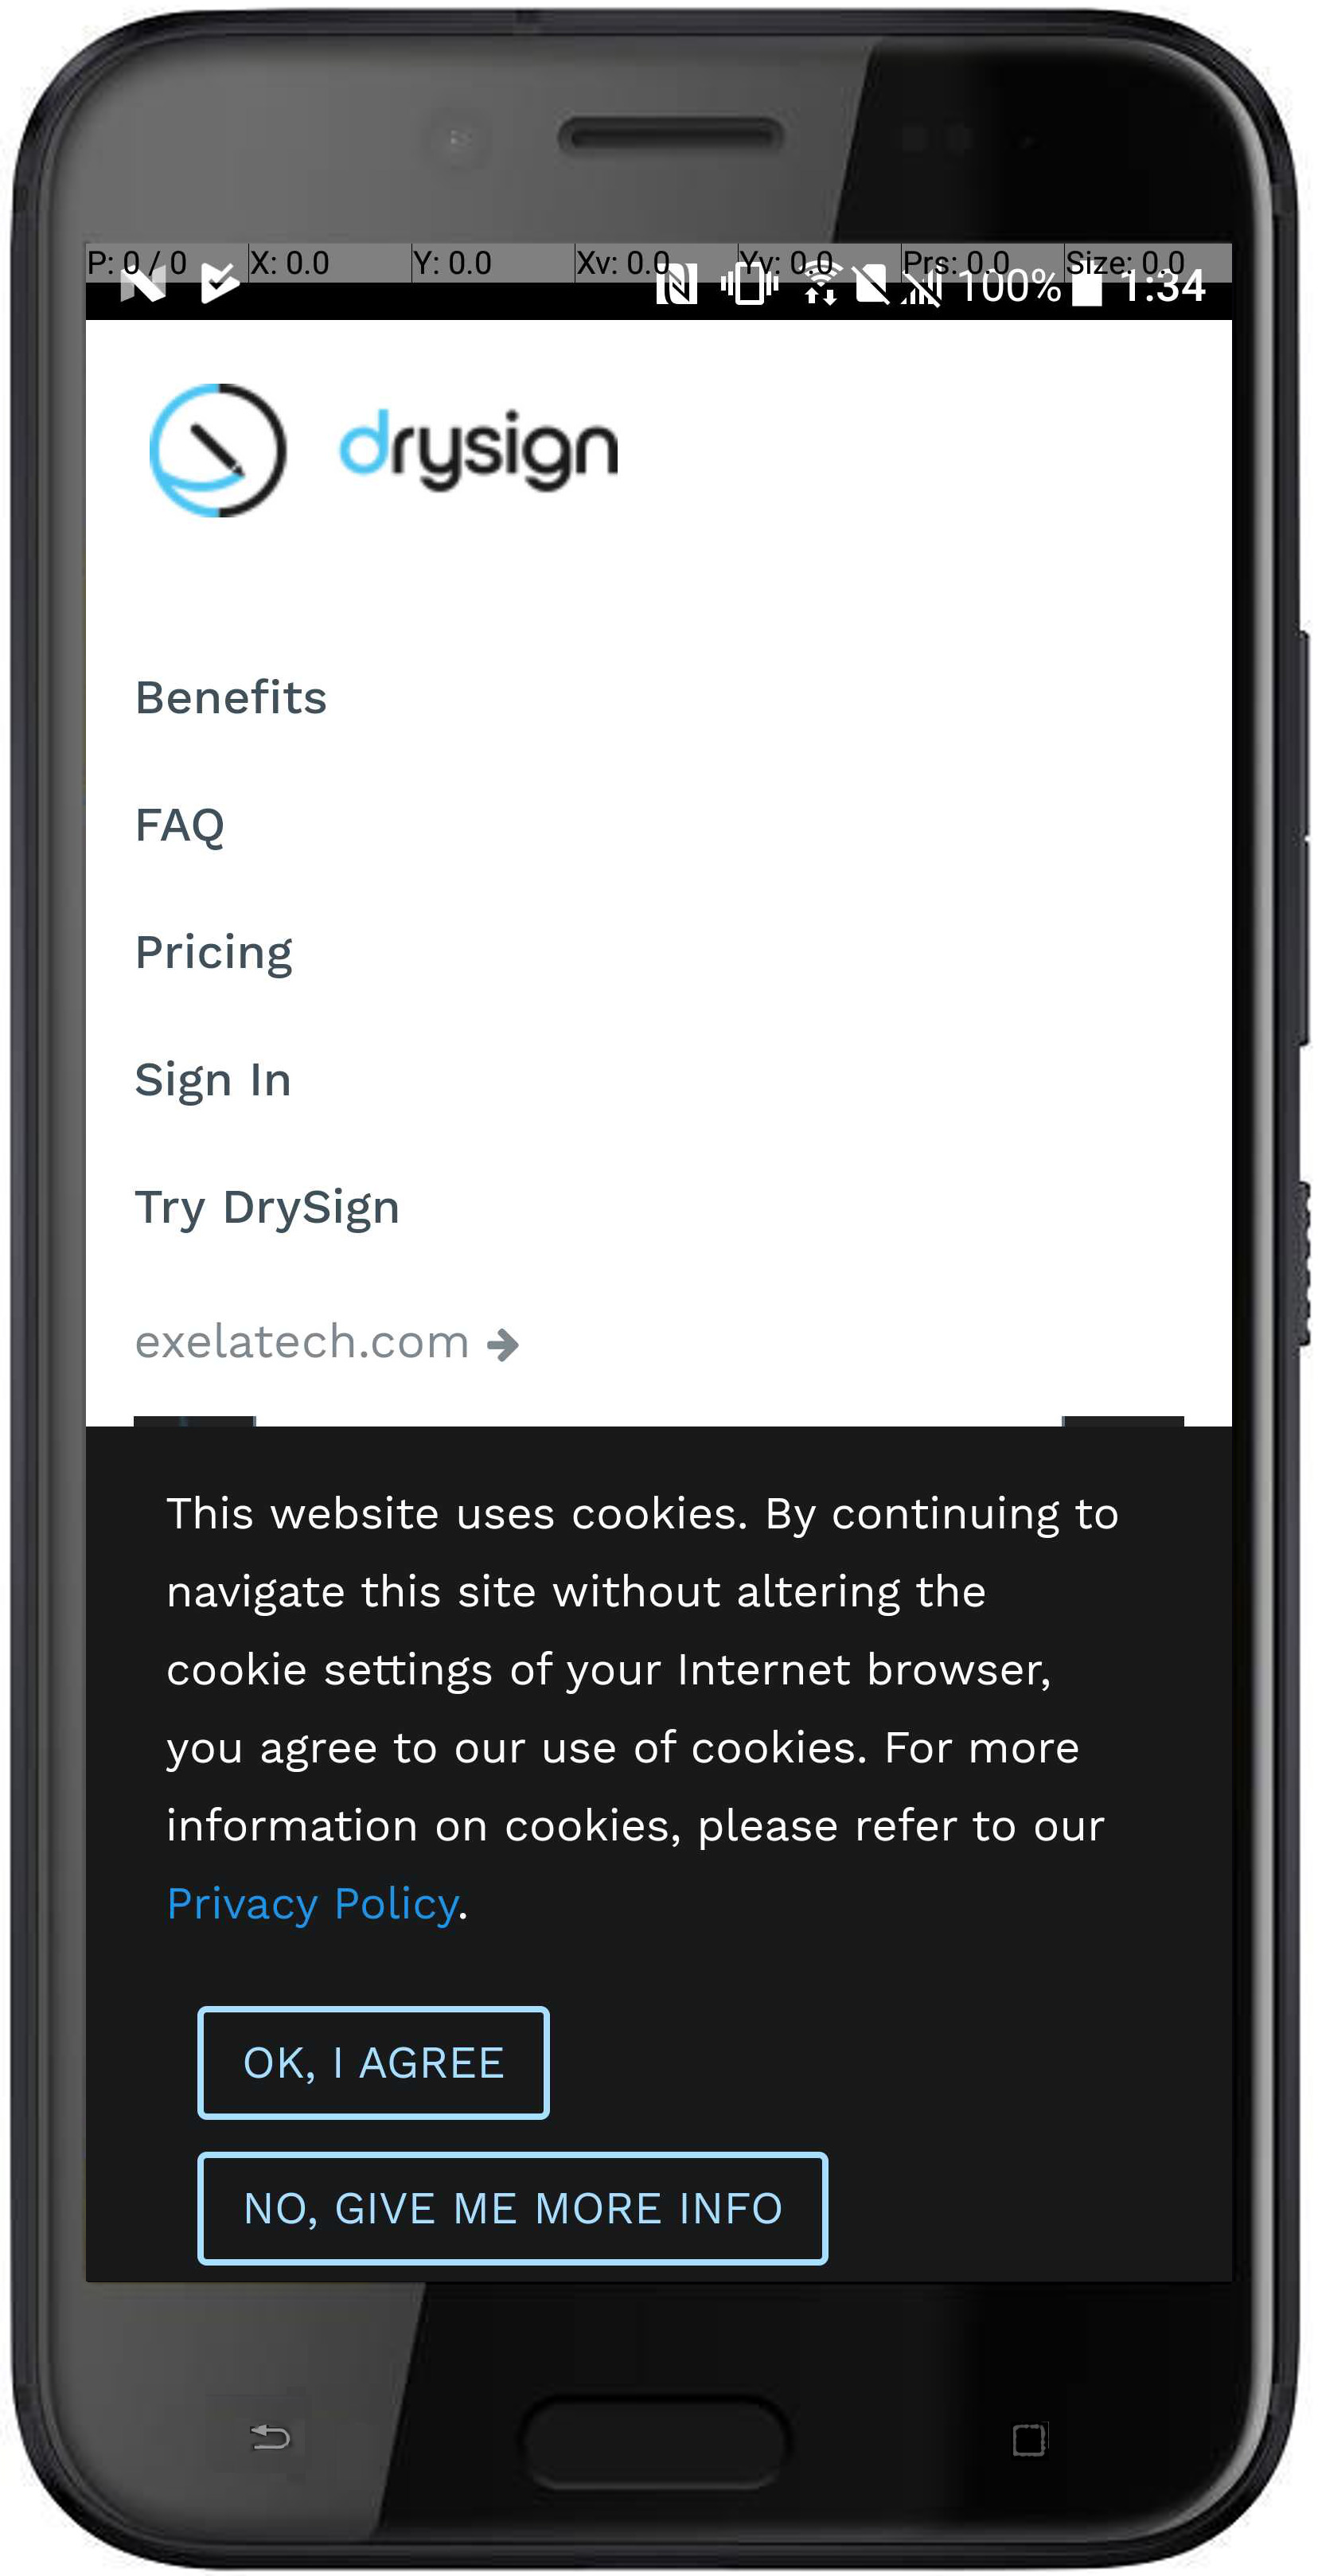 P: 0 / 0 X: 0.0 Y: 0.0 Xv: 0.0 Yv: 0.0 Prs: 0.0 Size: 0.0
100% 1:34
drysign
Benefits
FAQ
Pricing
Sign In
Try DrySign
exelatech.com
This website uses cookies. By continuing to
navigate this site without altering the
cookie settings of your Internet browser,
you agree to our use of cookies. For more
information on cookies, please refer to our
Privacy Policy.
OK, I AGREE
NO, GIVE ME MORE INFO